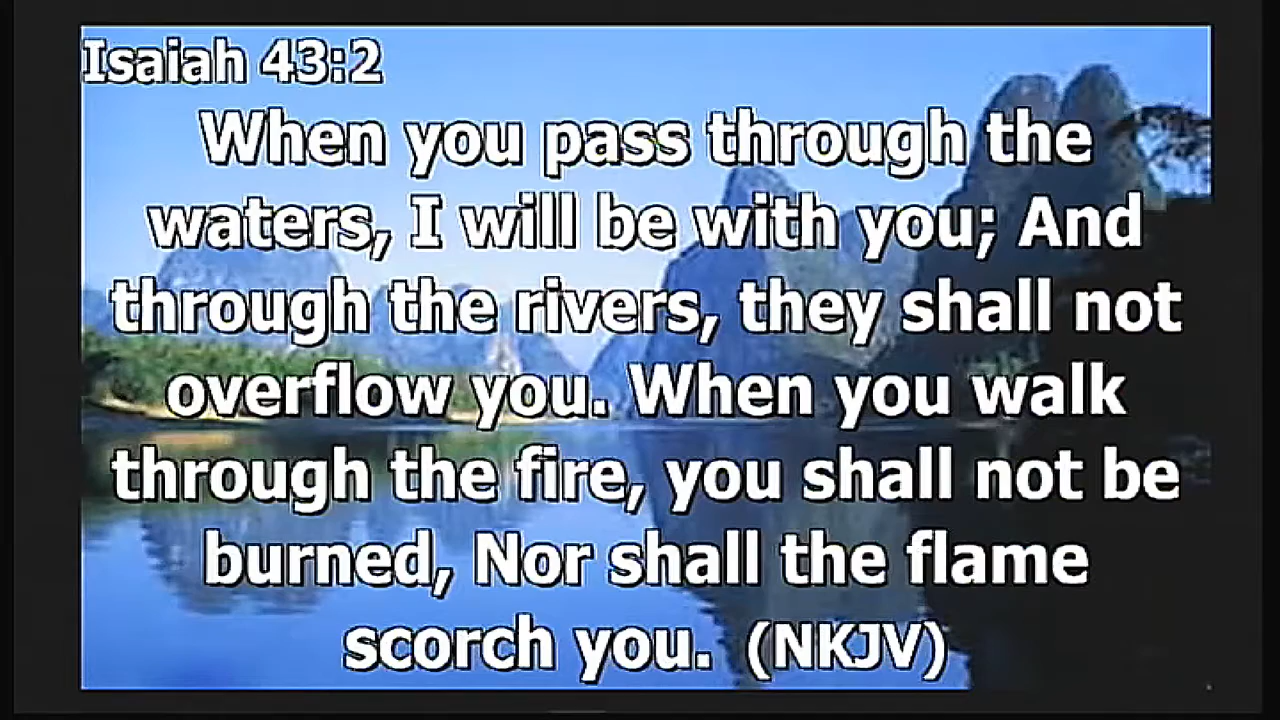 Isaiah 43:2
When you pass through the
waters, I will be with you; And
through the rivers, they shall not
overflow you. When you walk
through the fire, you shall not be
burned, Nor shall the flame
scorch you. (NKJV)